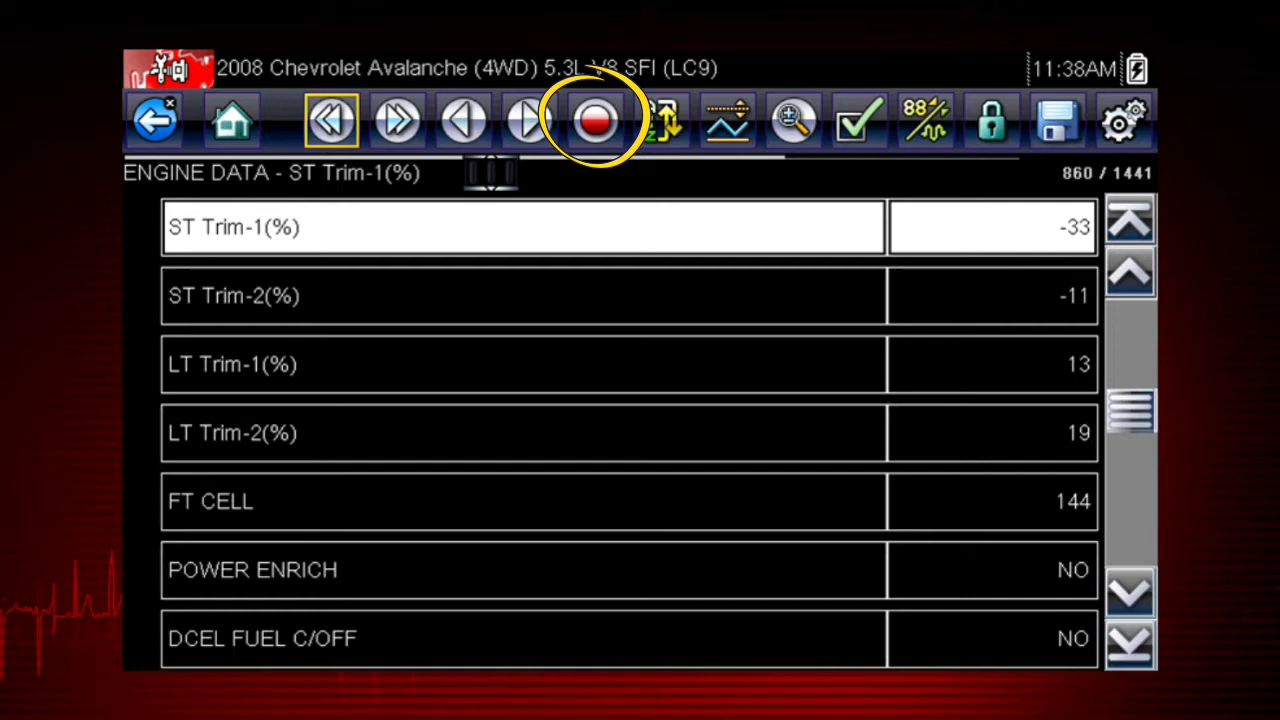 2008 Chevrolet Avalanche (4WD) 5.3L V8 SFI (LC9)
11:38AM
ENGINE DATA - ST Trim-1(%)
860 / 1441
ST Trim-1(%) -33
ST Trim-2(%) -11
LT Trim-1(%) 13
LT Trim-2(%) 19
FT CELL 144
POWER ENRICH NO
DCEL FUEL C/OFF NO